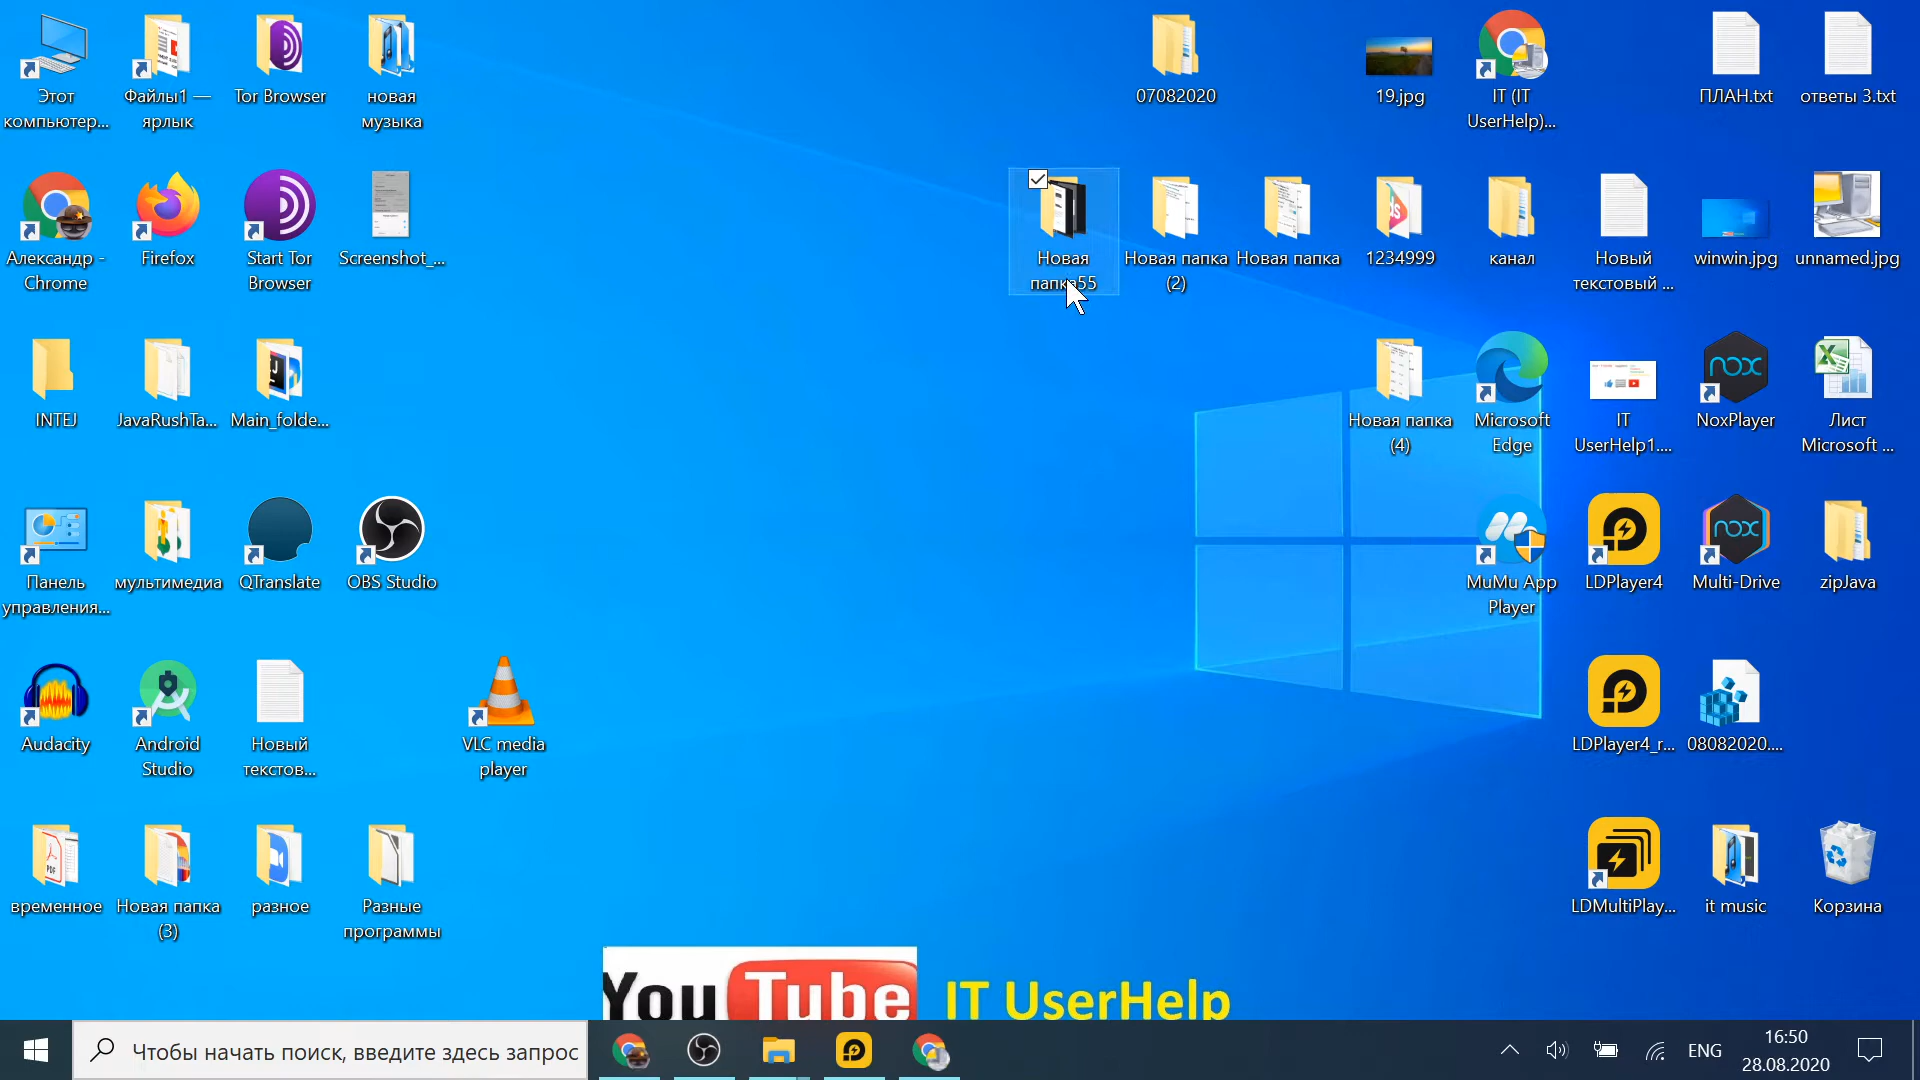 Этот
компьютер...
Файлы1 —
ярлык
Tor Browser
новая
музыка
07082020
19.jpg
IT (IT
UserHelp)...
ПЛАН.txt
ответы 3.txt
Александр -
Chrome
Firefox
Start Tor
Browser
Screenshot_...
Новая
папка55
Новая папка
(2)
Новая папка
1234999
канал
Новый
текстовый ...
winwin.jpg
unnamed.jpg
INTEJ
JavaRushTa...
Main_folde...
Новая папка
(4)
Microsoft
Edge
IT
UserHelp1....
NoxPlayer
Лист
Microsoft ...
Панель
управления...
мультимедиа
QTranslate
OBS Studio
MuMu App
Player
LDPlayer4
Multi-Drive
zipJava
Audacity
Android
Studio
Новый
текстов...
VLC media
player
LDPlayer4_r...
08082020....
временное
Новая папка
(3)
разное
Разные
программы
LDMultiPlay...
it music
Корзина
YouTube
IT UserHelp
Чтобы начать поиск, введите здесь запрос
ENG
16:50
28.08.2020